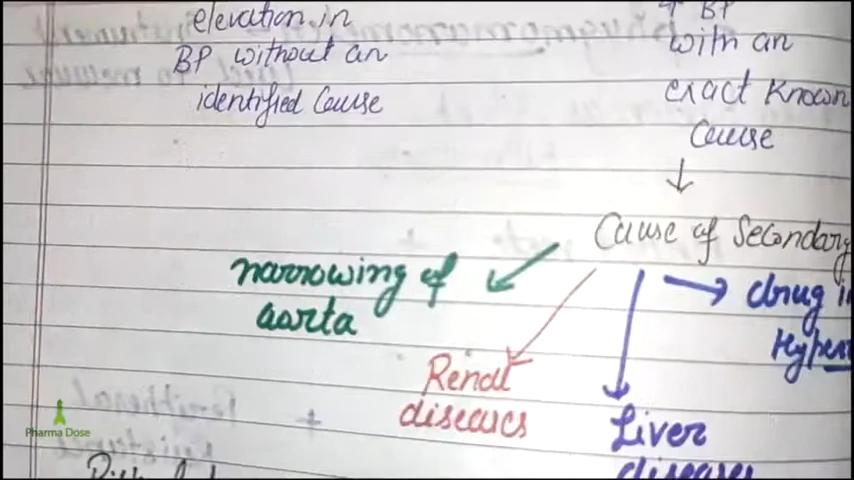 elevation in
BP without an
identified Cause
↑ BP
with an
exact Known
Cause
↓
Cause of Secondary
narrowing of
aorta
Renal
diseases
Liver
diseases
drug
Hyper
Pharma Dose